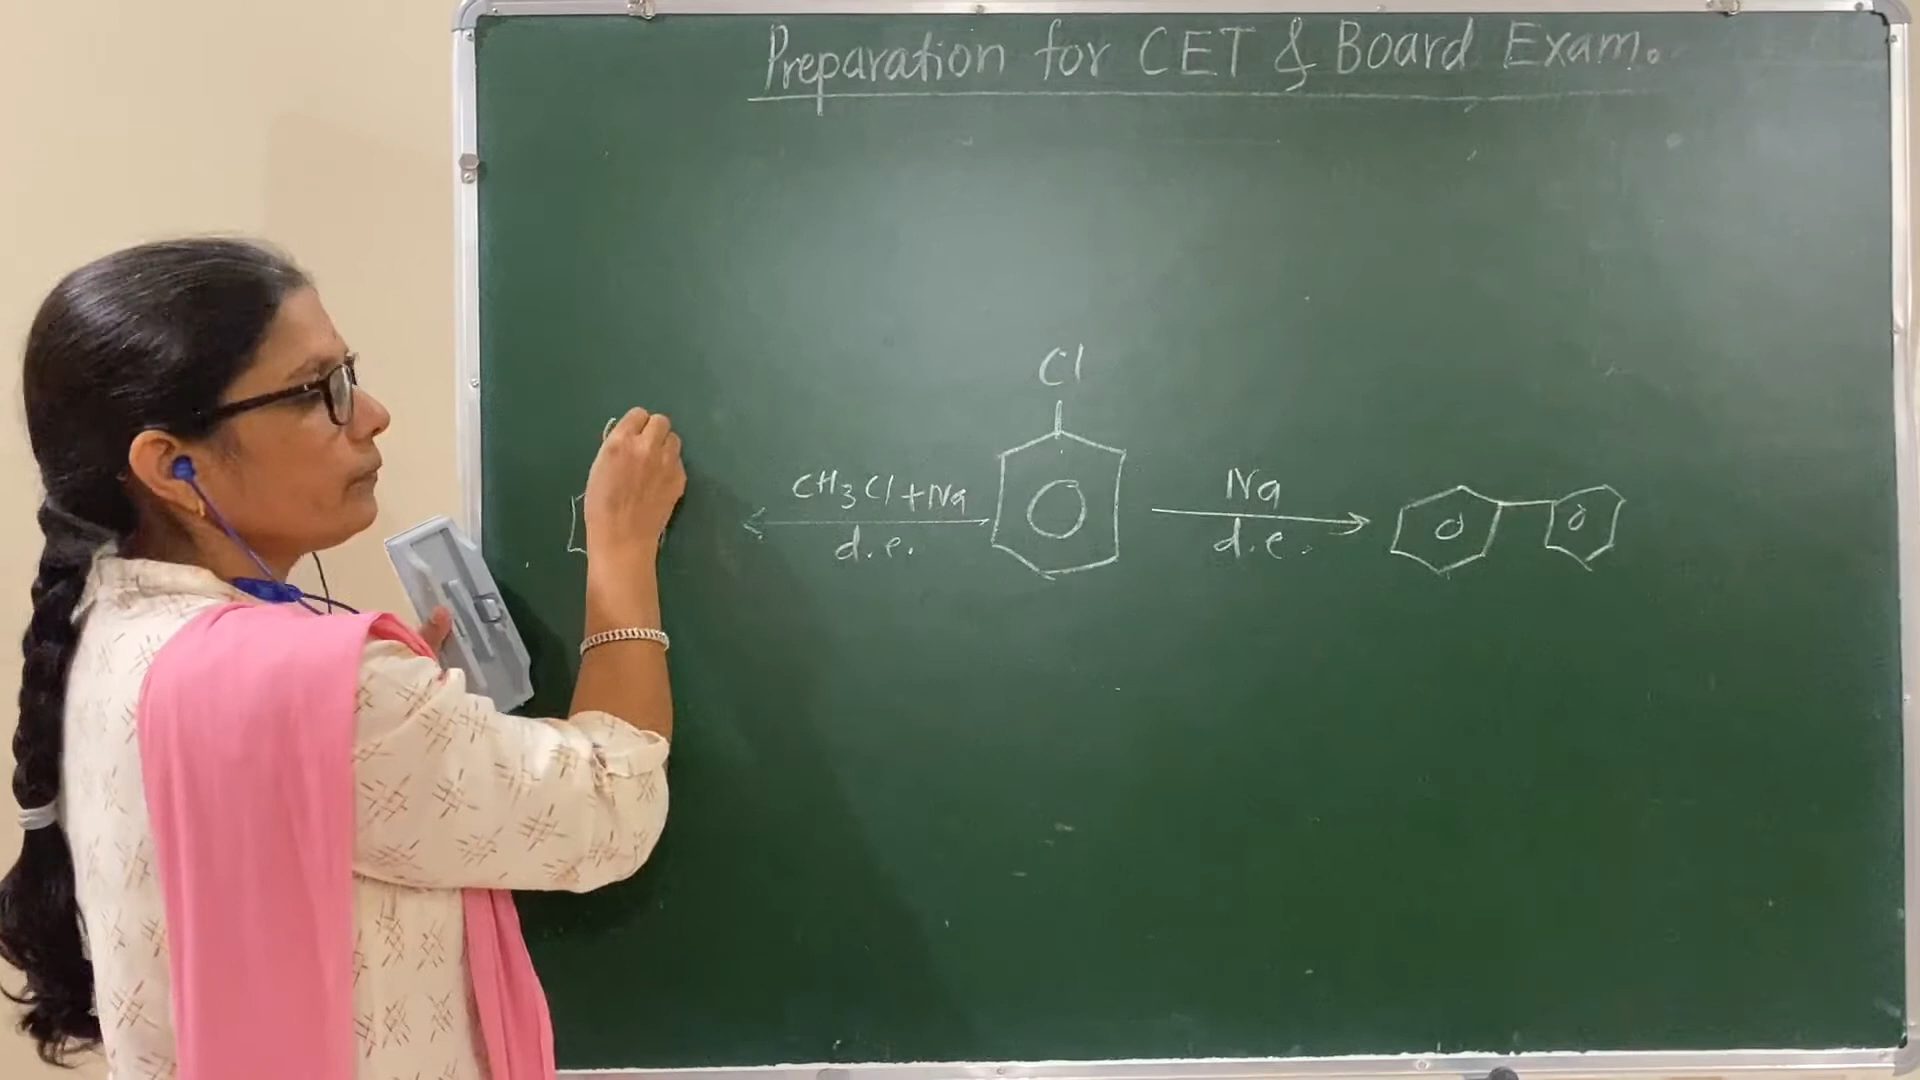 Preparation for CET & Board Exam.
Cl
CH3Cl + Na
d.e.
Na
d.e.